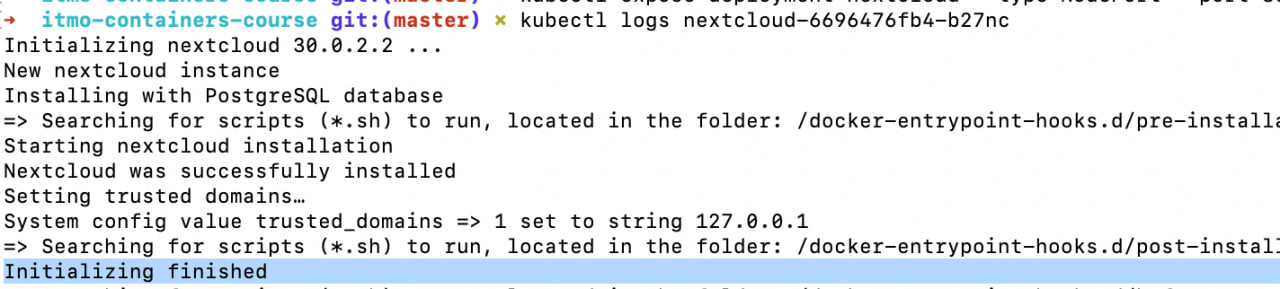 ➜  itmo-containers-course git:(master) × kubectl logs nextcloud-6696476fb4-b27nc
Initializing nextcloud 30.0.2.2 ...
New nextcloud instance
Installing with PostgreSQL database
=> Searching for scripts (*.sh) to run, located in the folder: /docker-entrypoint-hooks.d/pre-installa
Starting nextcloud installation
Nextcloud was successfully installed
Setting trusted domains…
System config value trusted_domains => 1 set to string 127.0.0.1
=> Searching for scripts (*.sh) to run, located in the folder: /docker-entrypoint-hooks.d/post-install
Initializing finished